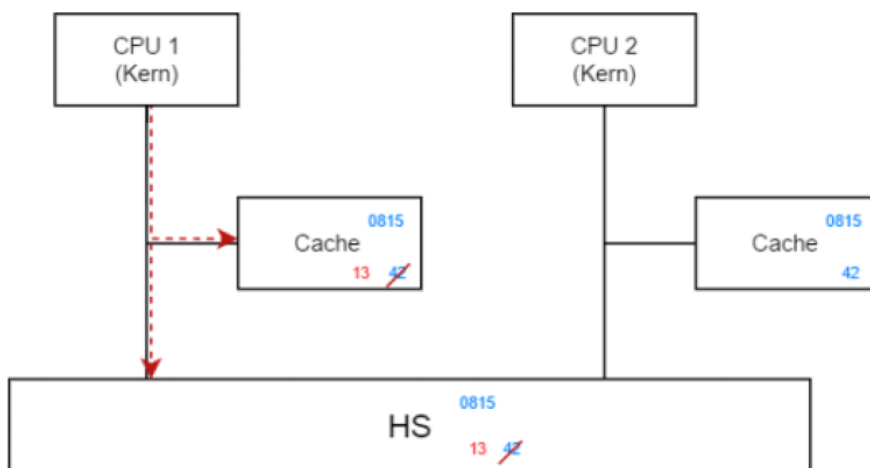 CPU 1
(Kern)
CPU 2
(Kern)
0815
Cache
13 42
0815
Cache
42
0815
HS
13 42